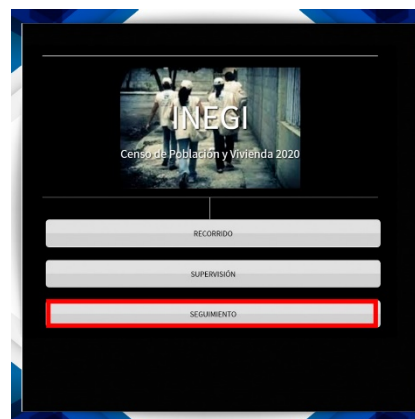 INEGI
Censo de Población y Vivienda 2020
RECORRIDO
SUPERVISIÓN
SEGUIMIENTO